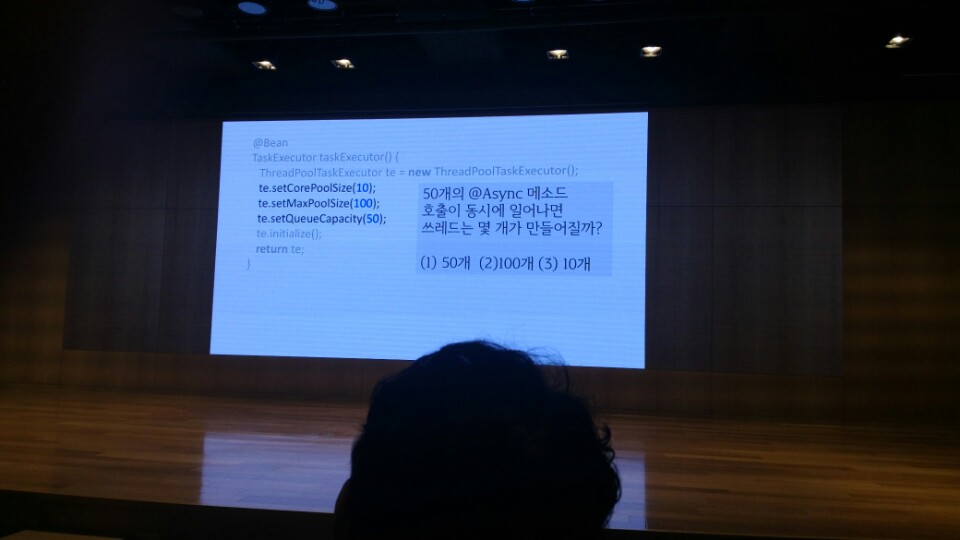 @Bean
TaskExecutor taskExecutor() {
ThreadPoolTaskExecutor te = new ThreadPoolTaskExecutor();
te.setCorePoolSize(10);
te.setMaxPoolSize(100);
te.setQueueCapacity(50);
te.initialize();
return te;
}
50개의 @Async 메소드
호출이 동시에 일어나면
쓰레드는 몇 개가 만들어질까?
(1) 50개 (2)100개 (3) 10개